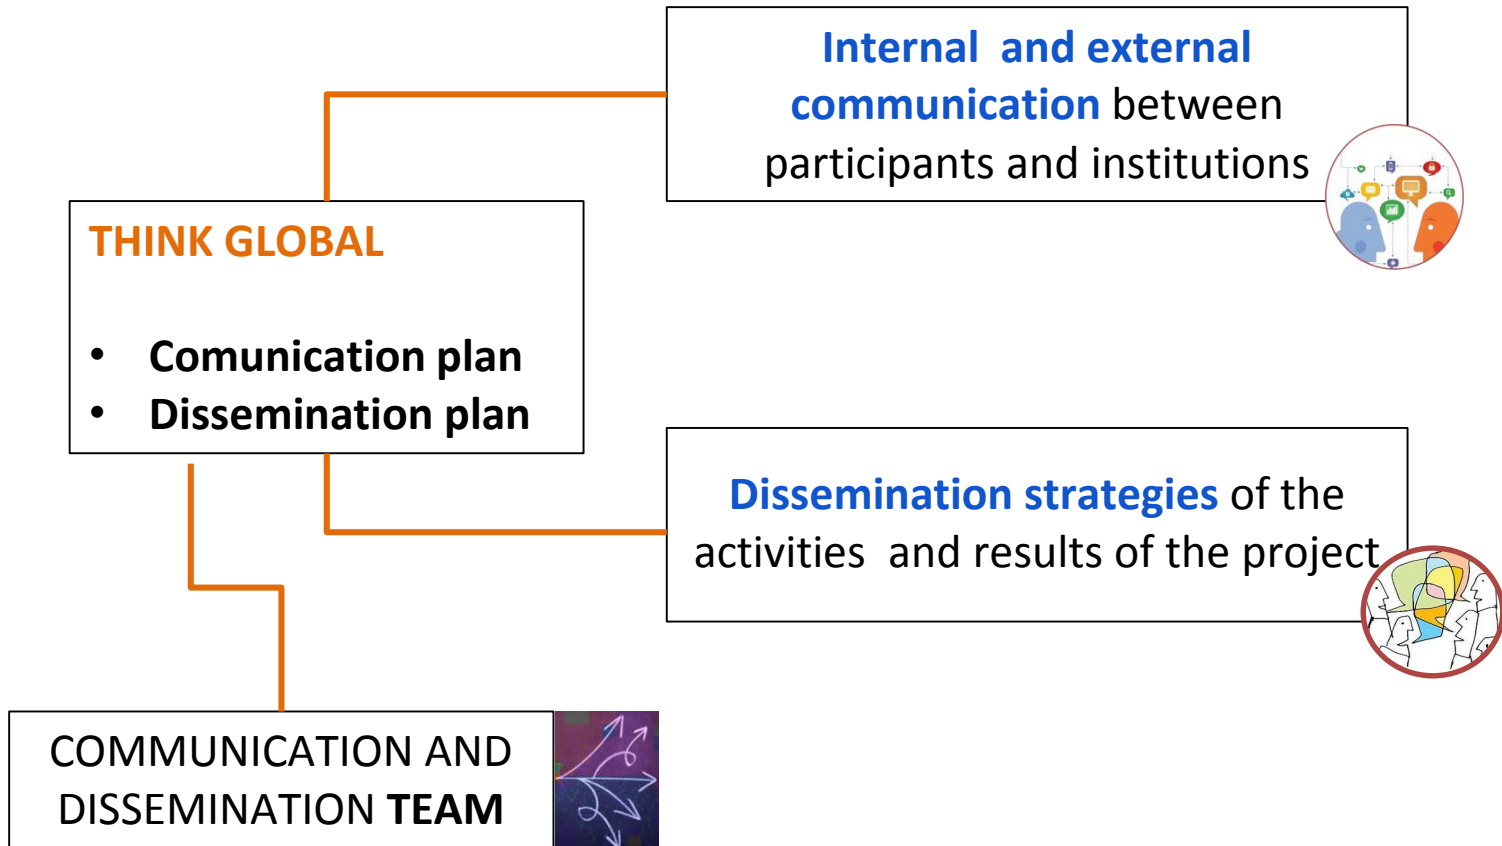 Internal and external
communication between
participants and institutions
THINK GLOBAL
• Comunication plan
• Dissemination plan
Dissemination strategies of the
activities and results of the project
COMMUNICATION AND
DISSEMINATION TEAM